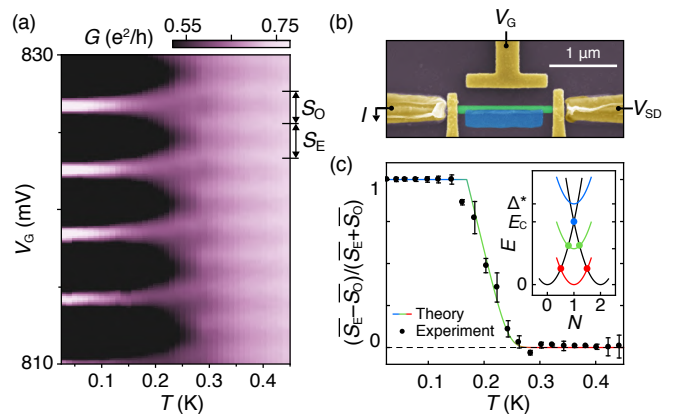 (a)
G (e²/h)
0.55
0.75
830
V_G (mV)
810
S_O
S_E
0.1
0.2
0.3
0.4
T (K)
(b)
V_G
1 μm
I
V_SD
(c)
1
0
(S̅_E−S̅_O)/(S̅_E+S̅_O)
Theory
Experiment
0.1
0.2
0.3
0.4
T (K)
Δ*
E_C
E
0
0
1
2
N